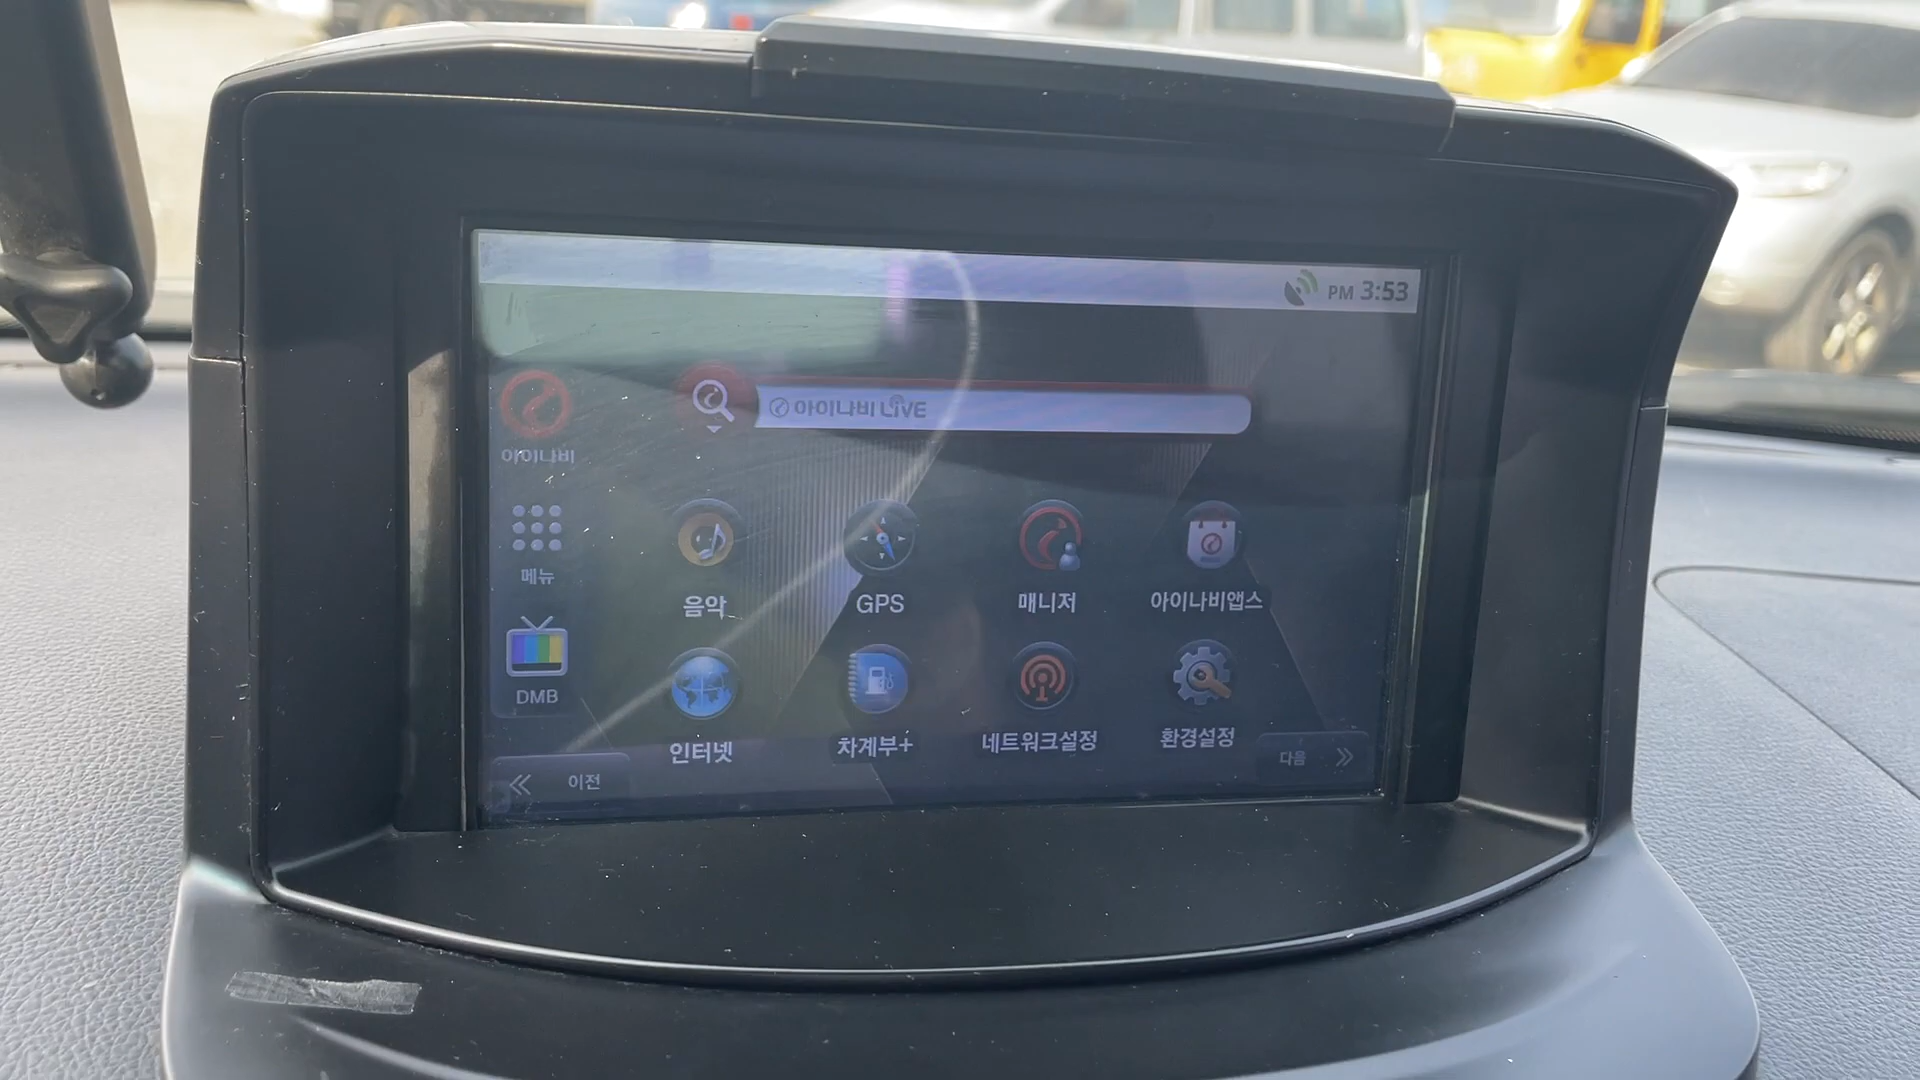 PM 3:53
아이나비 LIVE
아이나비
메뉴
DMB
음악
GPS
매니저
아이나비앱스
인터넷
차계부+
네트워크설정
환경설정
이전
다음